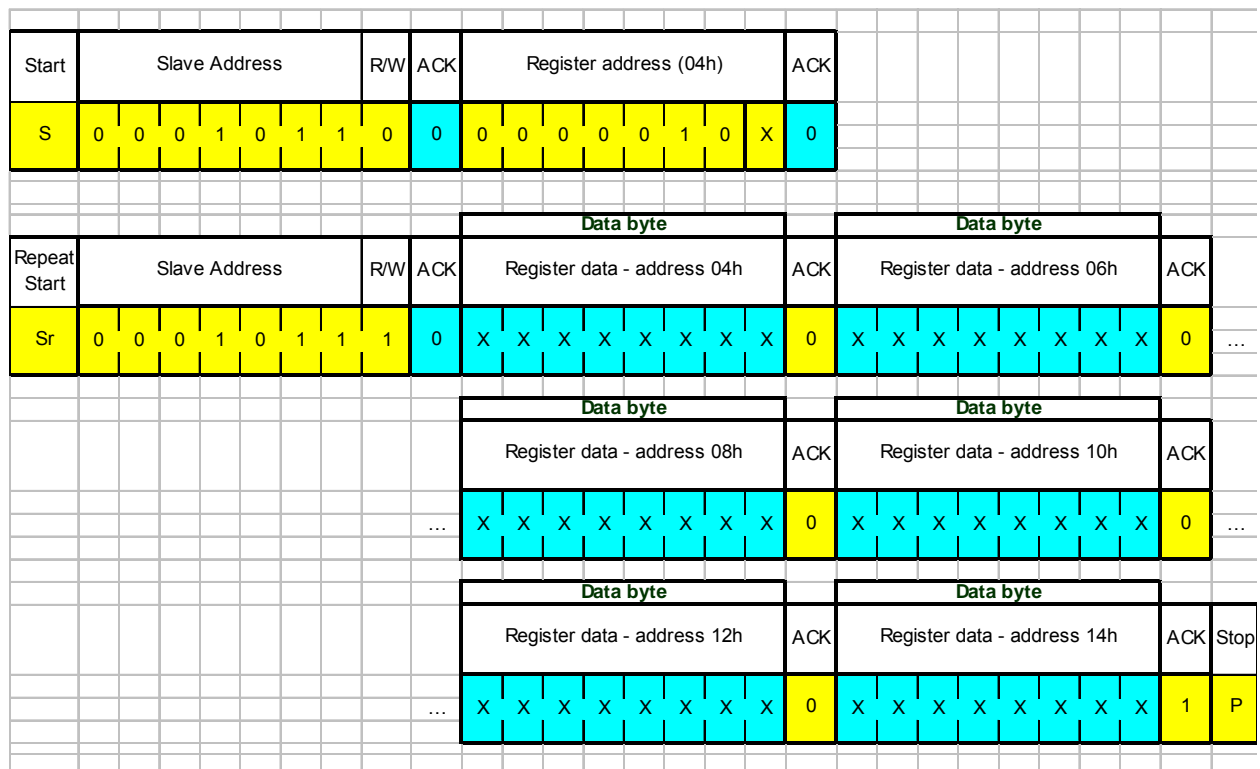 Start Slave Address R/W ACK Register address (04h) ACK
S 0 0 0 1 0 1 1 0 0 0 0 0 0 0 1 0 X 0
Data byte Data byte
Repeat Start Slave Address R/W ACK Register data - address 04h ACK Register data - address 06h ACK
Sr 0 0 0 1 0 1 1 1 0 X X X X X X X X 0 X X X X X X X X 0 ...
Data byte Data byte
Register data - address 08h ACK Register data - address 10h ACK
... X X X X X X X X 0 X X X X X X X X 0 ...
Data byte Data byte
Register data - address 12h ACK Register data - address 14h ACK Stop
... X X X X X X X X 0 X X X X X X X X 1 P